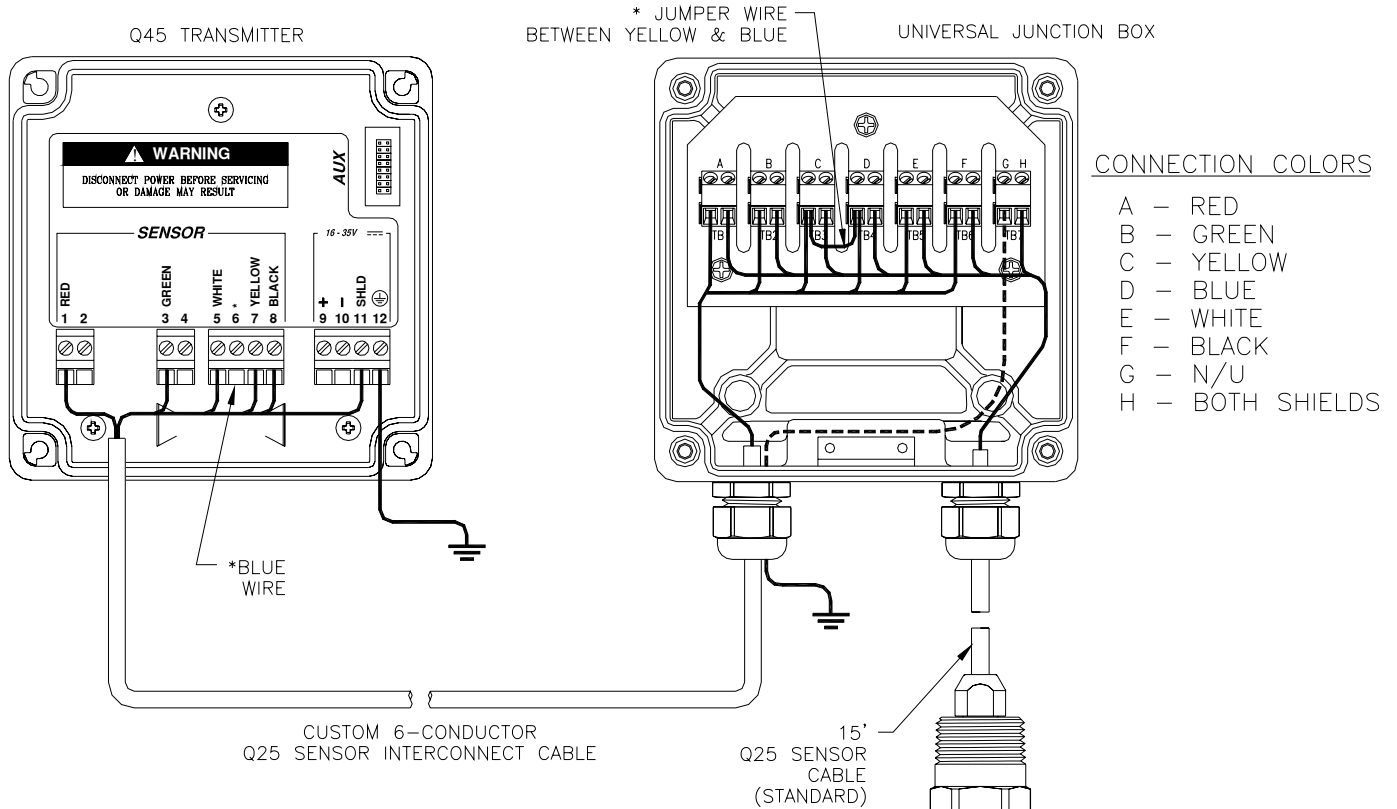 Q45 TRANSMITTER
* JUMPER WIRE
BETWEEN YELLOW & BLUE
UNIVERSAL JUNCTION BOX
WARNING
DISCONNECT POWER BEFORE SERVICING
OR DAMAGE MAY RESULT
AUX
SENSOR
16 - 35V
RED GREEN WHITE * YELLOW BLACK + - SHLD
1 2 3 4 5 6 7 8 9 10 11 12
A B C D E F G H
TB TB2 TB3 TB4 TB5 TB6 TB7
CONNECTION COLORS
A - RED
B - GREEN
C - YELLOW
D - BLUE
E - WHITE
F - BLACK
G - N/U
H - BOTH SHIELDS
*BLUE
WIRE
CUSTOM 6-CONDUCTOR
Q25 SENSOR INTERCONNECT CABLE
15'
Q25 SENSOR
CABLE
(STANDARD)